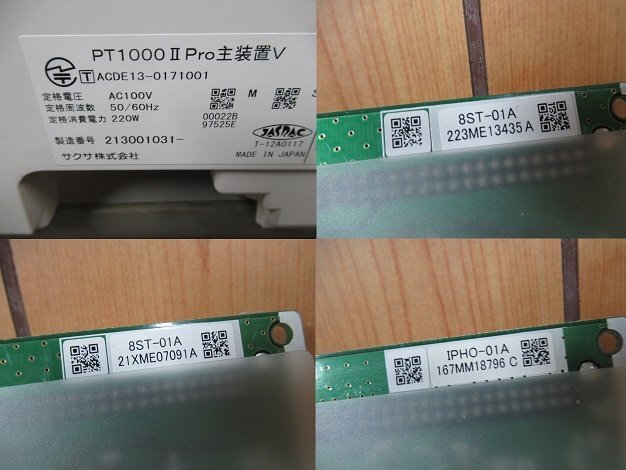 PT1000ⅡPro主装置V
T ACDE13-0171001
定格電圧 AC100V
定格周波数 50/60Hz
定格消費電力 220W
M S
00022B
97525E
製造番号 213001031-
サクサ株式会社
JASPAC
T-12A0117
MADE IN JAPAN
8ST-01A
223ME13435A
8ST-01A
21XME07091A
IPHO-01A
167MM18796 C